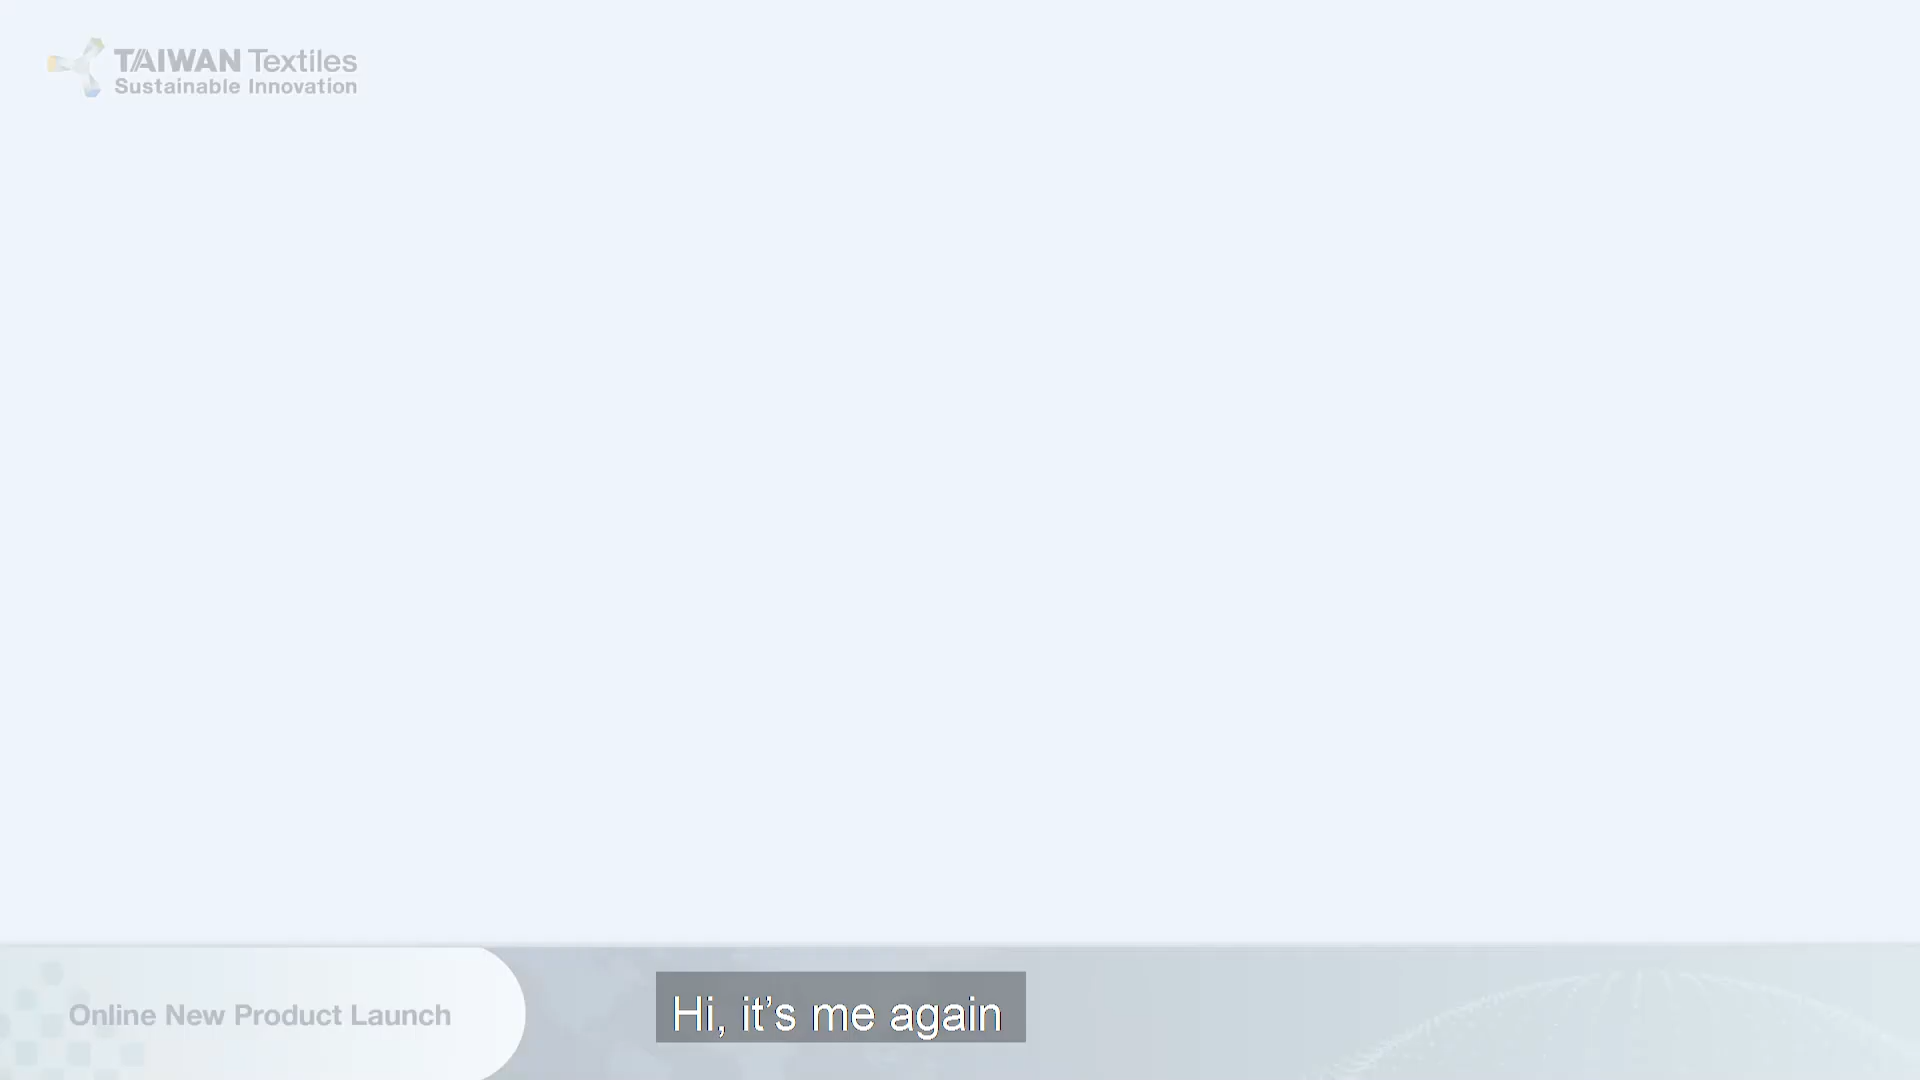 TAIWAN Textiles
Sustainable Innovation
Online New Product Launch
Hi, it’s me again